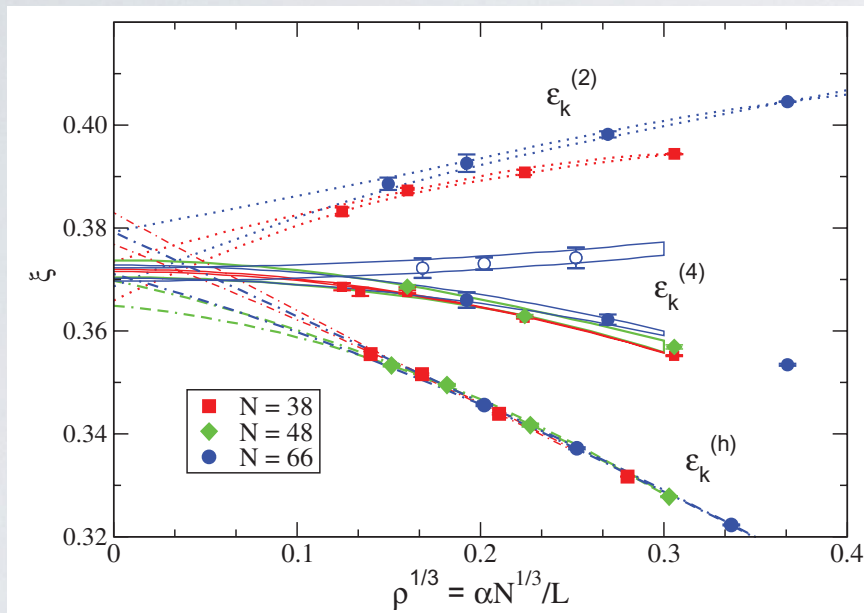 0.40
0.38
0.36
0.34
0.32
ξ
ε_k^(2)
ε_k^(4)
ε_k^(h)
N = 38
N = 48
N = 66
0 0.1 0.2 0.3 0.4
ρ^1/3 = αN^1/3/L